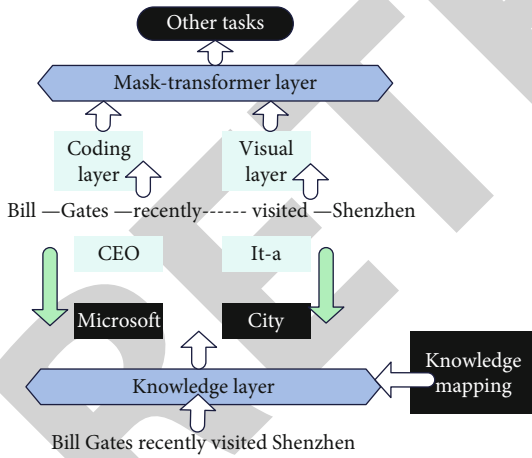 Other tasks
Mask-transformer layer
Coding
layer
Visual
layer
Bill —Gates —recently------ visited —Shenzhen
CEO
It-a
Microsoft
City
Knowledge
mapping
Knowledge layer
Bill Gates recently visited Shenzhen